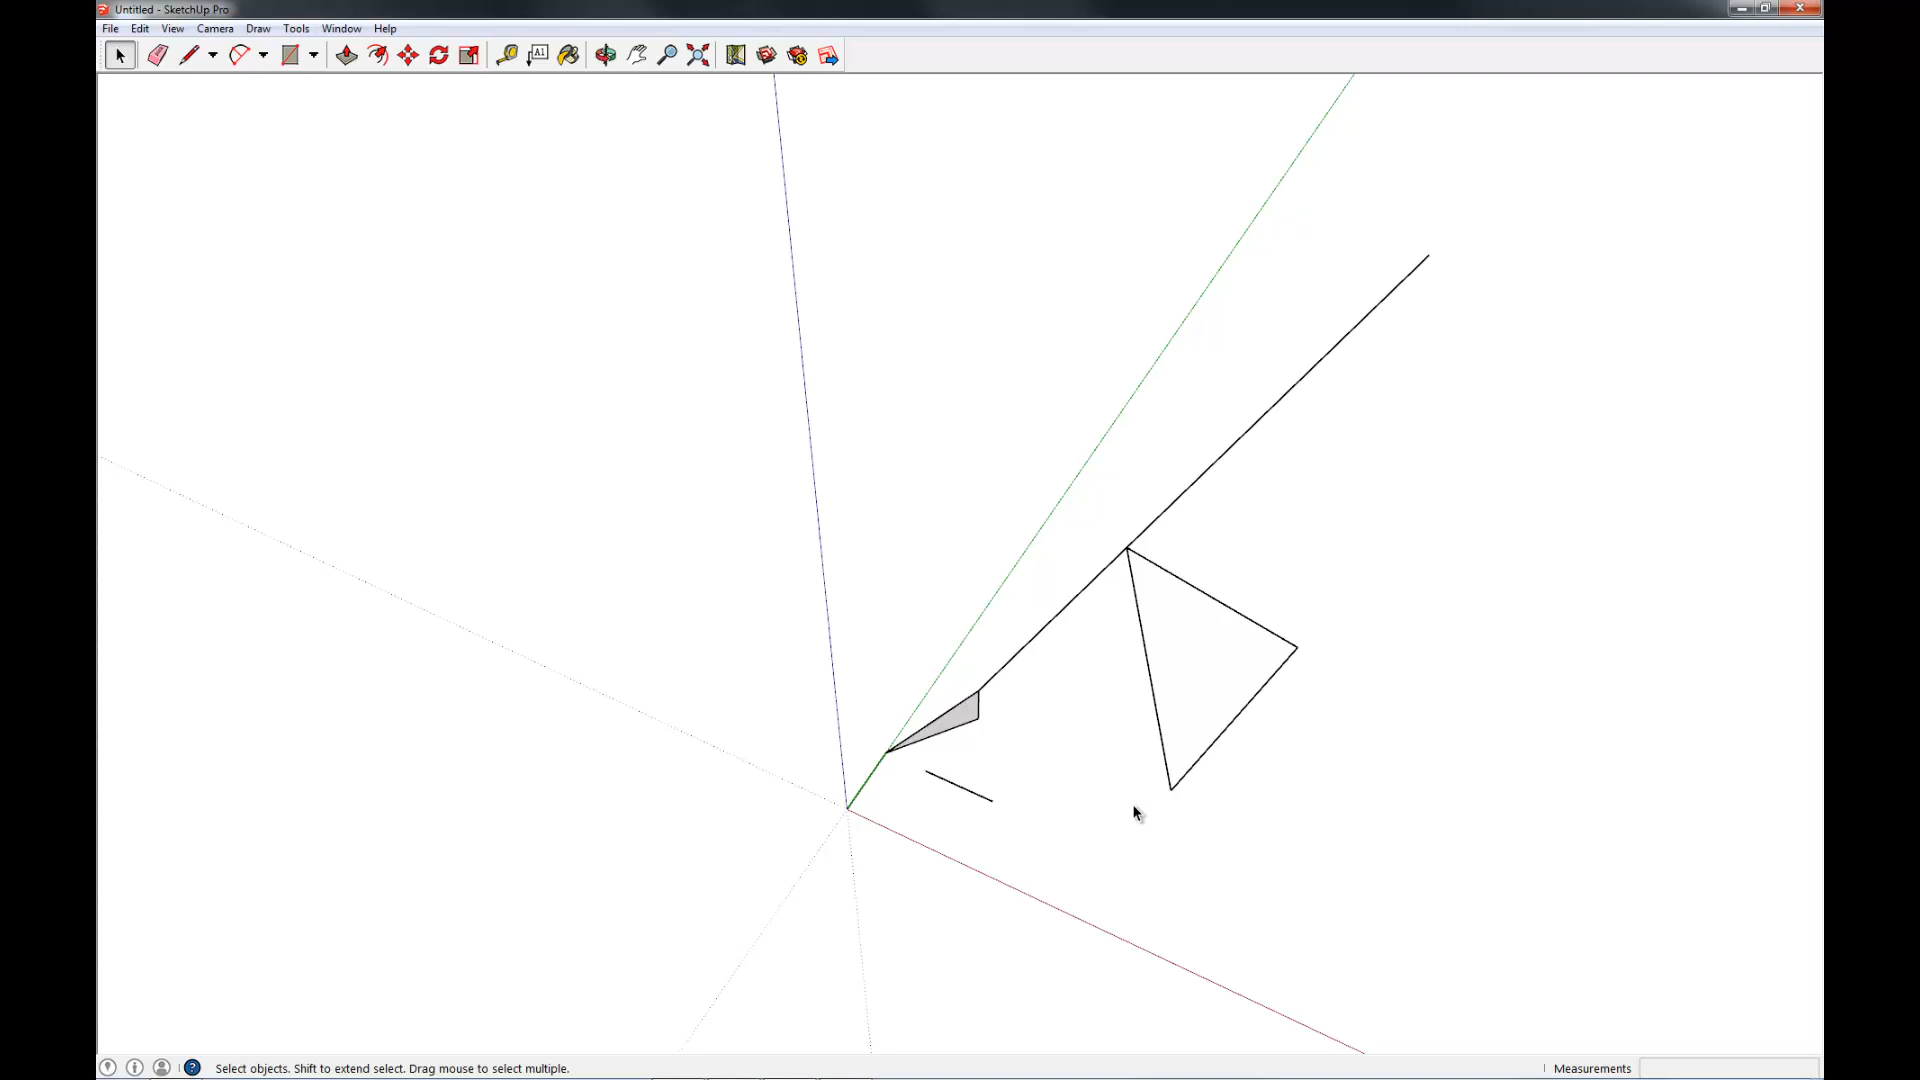 Untitled - SketchUp Pro
File Edit View Camera Draw Tools Window Help
A1
Select objects. Shift to extend select. Drag mouse to select multiple.
Measurements